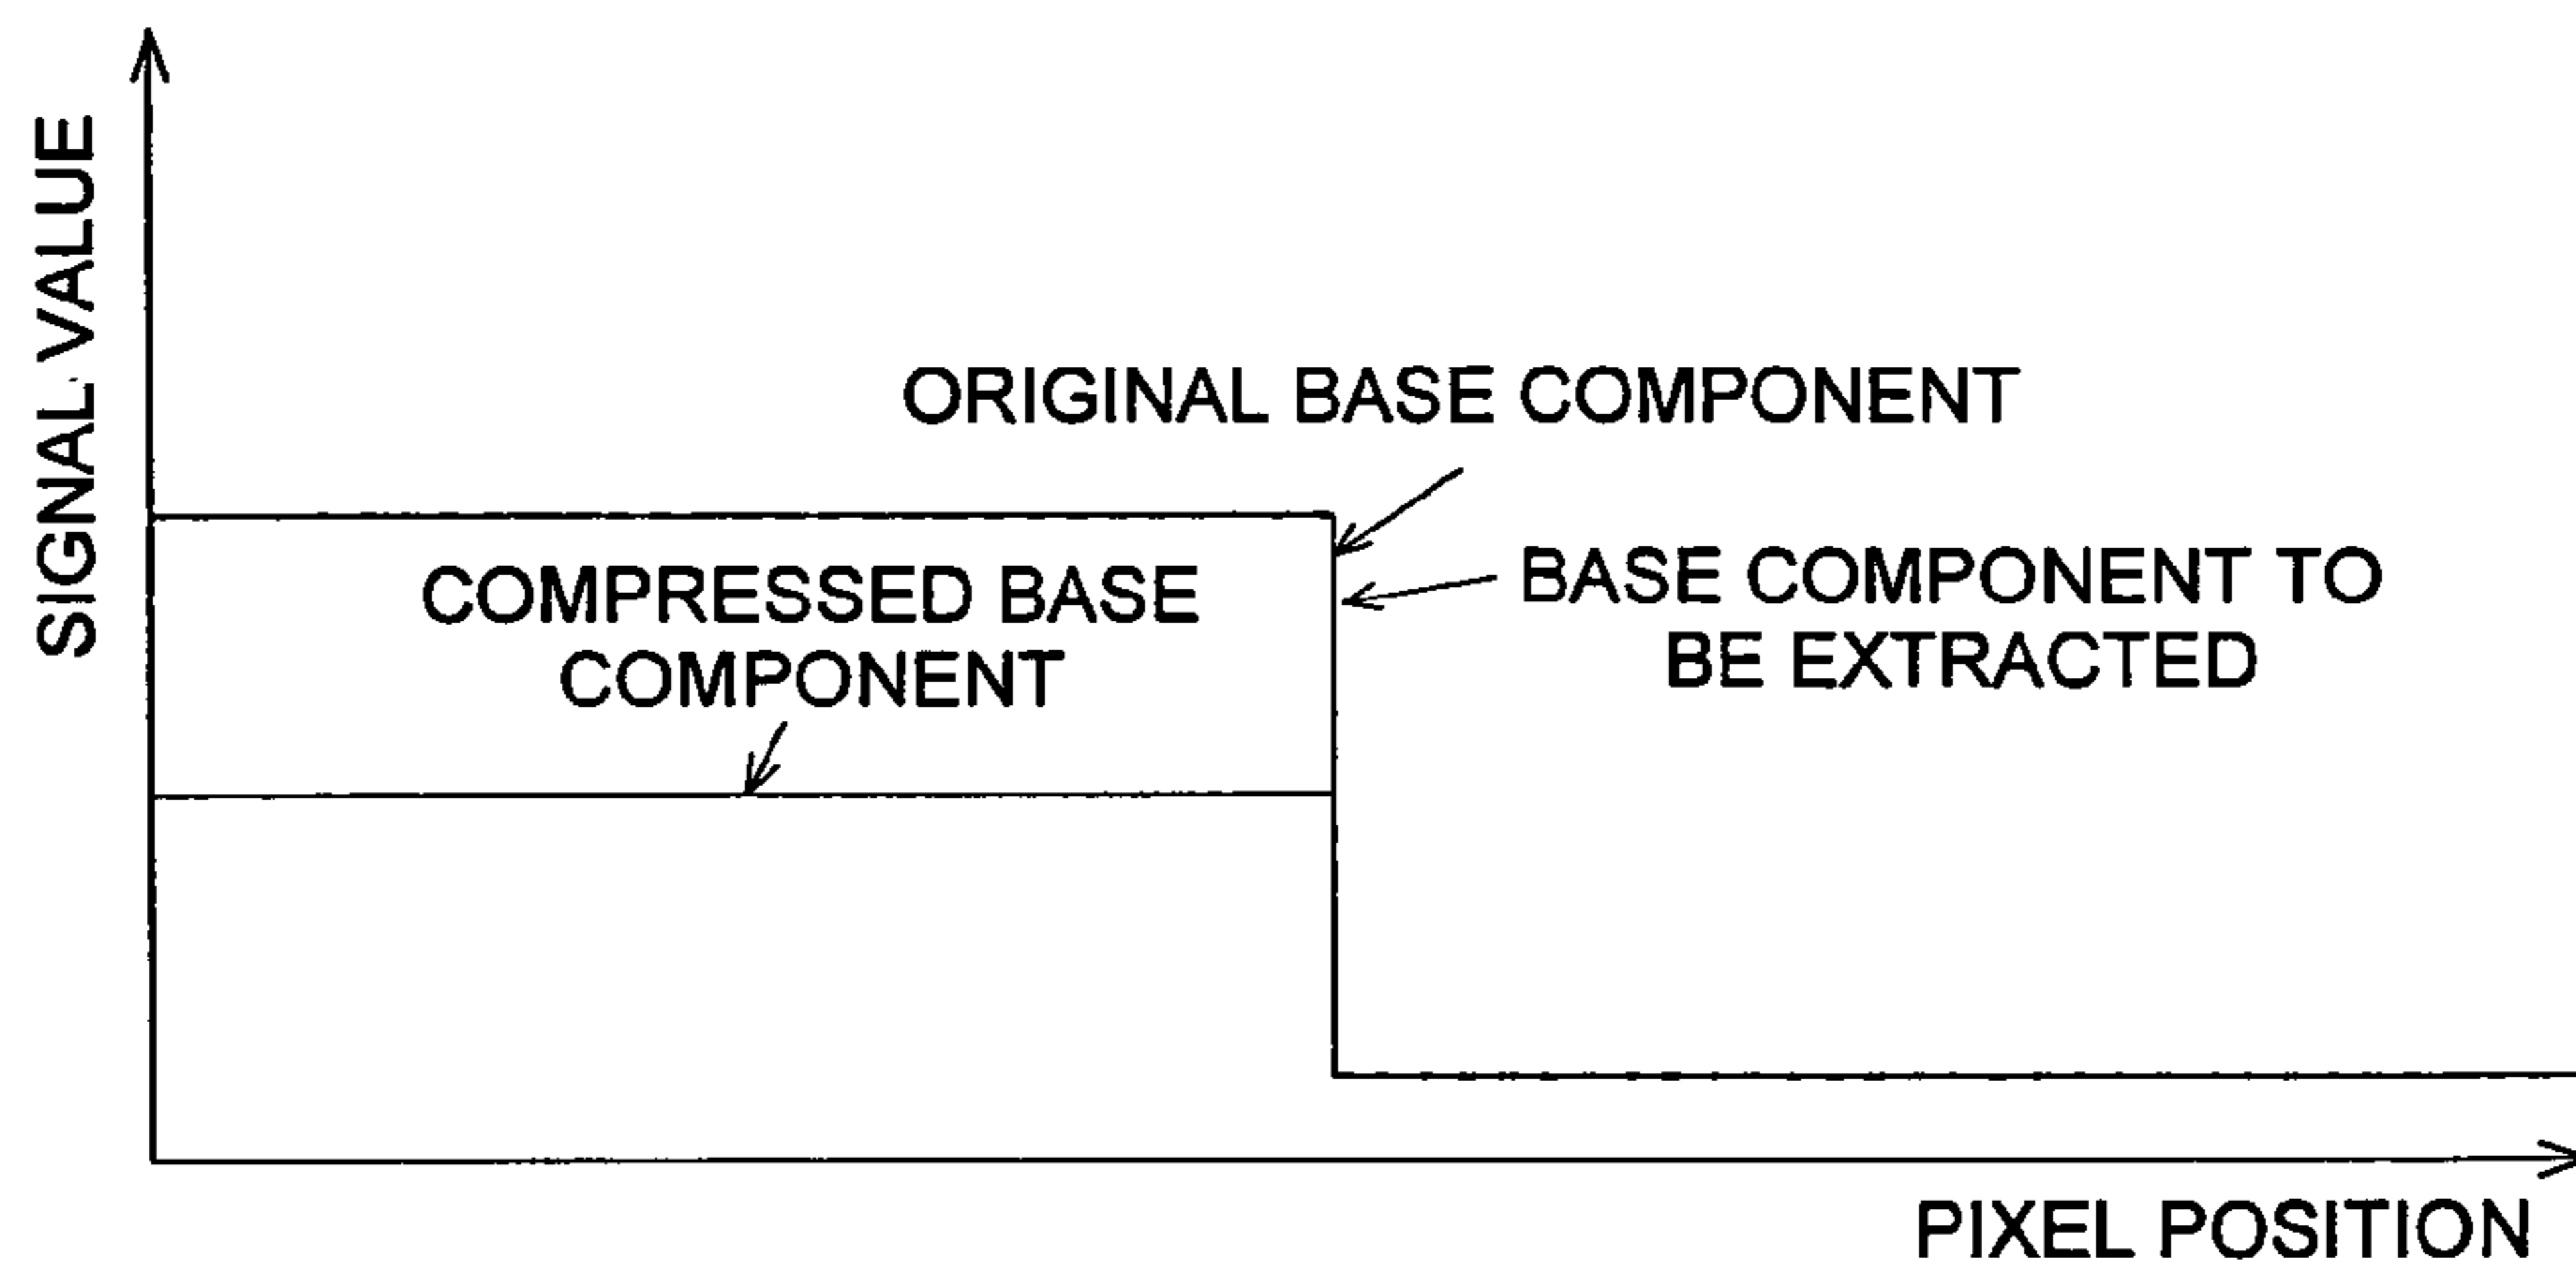 SIGNAL VALUE
ORIGINAL BASE COMPONENT
COMPRESSED BASE
COMPONENT
BASE COMPONENT TO
BE EXTRACTED
PIXEL POSITION